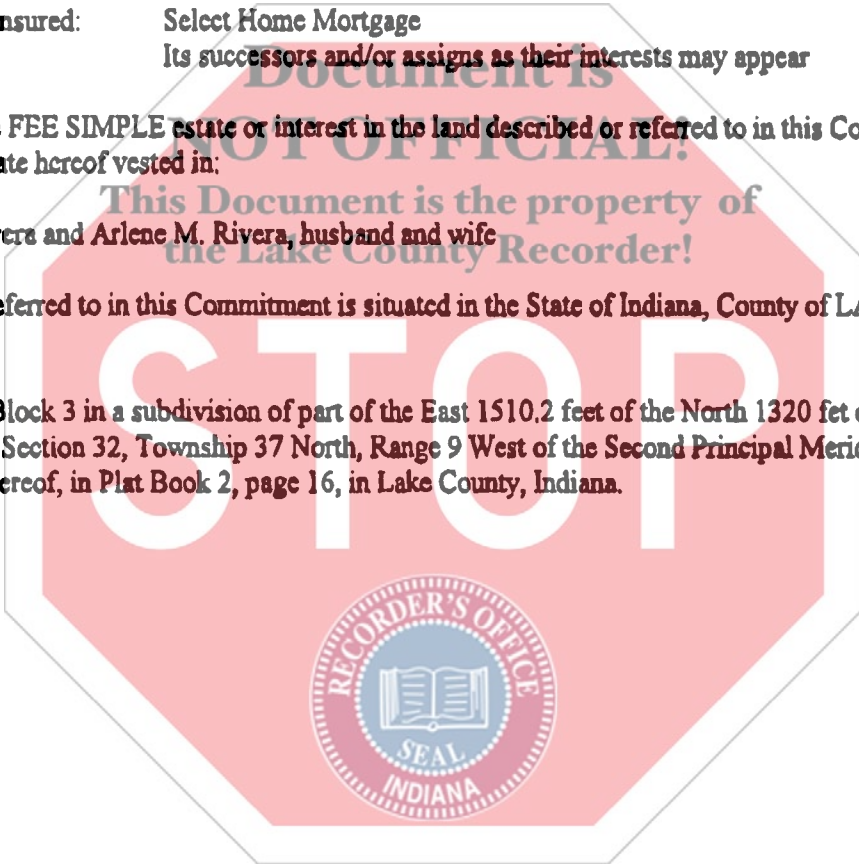 nsured: Select Home Mortgage
Its successors and/or assigns as their interests may appear
Document is
FEE SIMPLE estate or interest in the land described or referred to in this Co
NOT OFFICIAL!
ate hereof vested in:
This Document is the property of
vera and Arlene M. Rivera, husband and wife
the Lake County Recorder!
eferred to in this Commitment is situated in the State of Indiana, County of LA
STOP
Block 3 in a subdivision of part of the East 1510.2 feet of the North 1320 fet
Section 32, Township 37 North, Range 9 West of the Second Principal Meri
ereof, in Plat Book 2, page 16, in Lake County, Indiana.
RECORDER'S OFFICE
SEAL
INDIANA